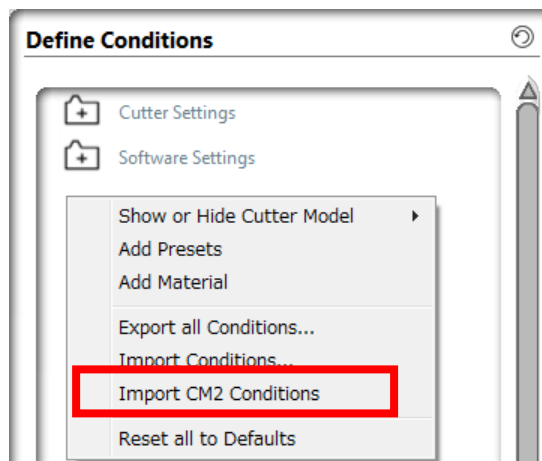 Define Conditions
Cutter Settings
Software Settings
Show or Hide Cutter Model
Add Presets
Add Material
Export all Conditions...
Import Conditions...
Import CM2 Conditions
Reset all to Defaults